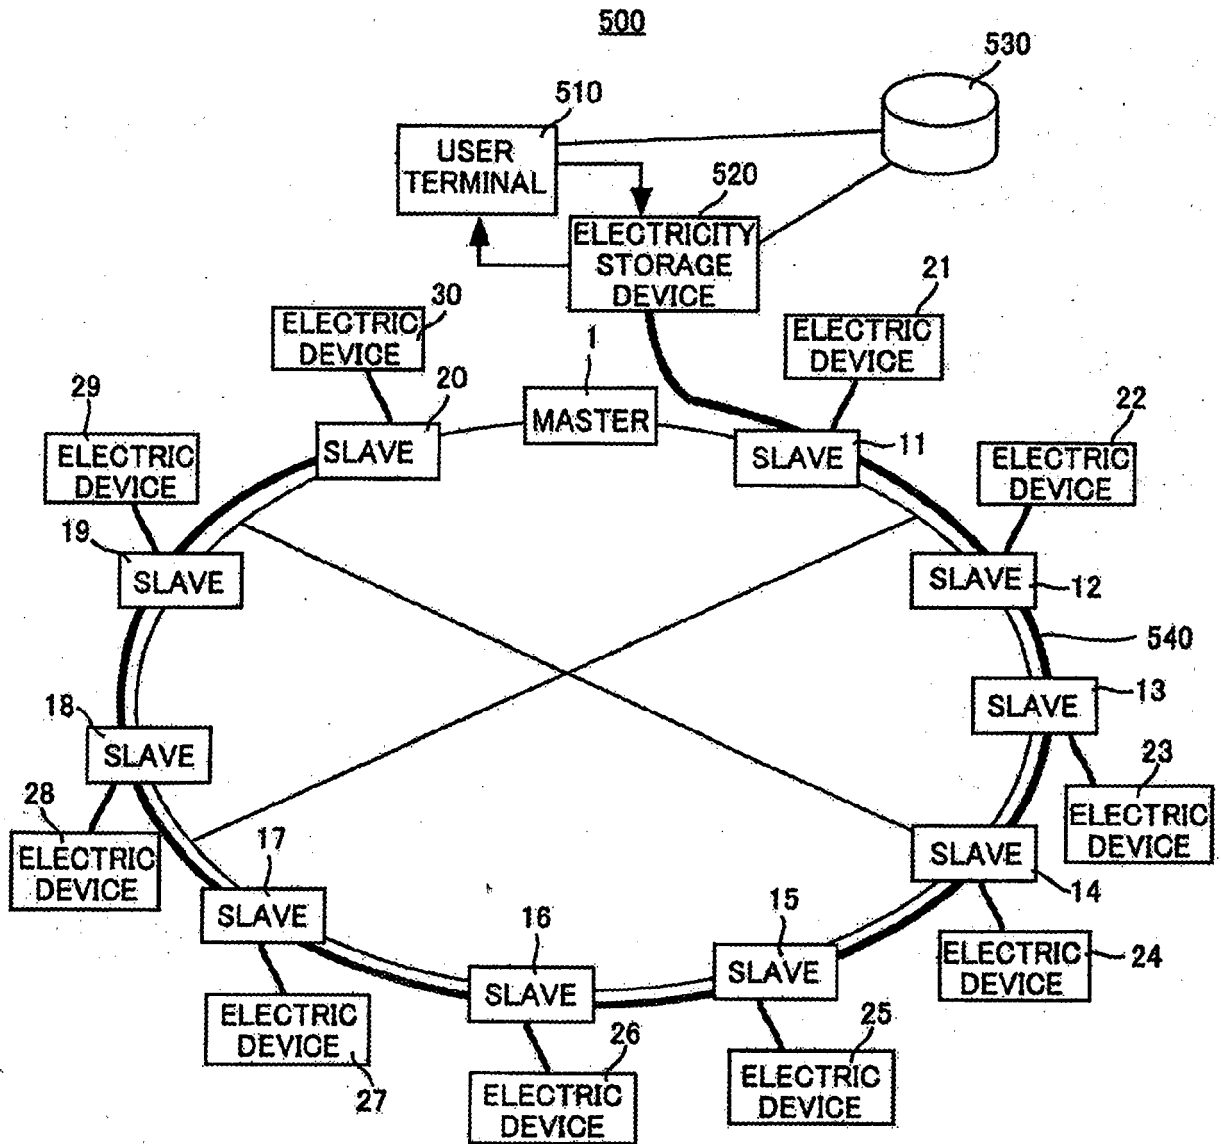 500
530
510
USER
TERMINAL
520
ELECTRICITY
STORAGE
DEVICE
21
ELECTRIC
DEVICE
30
ELECTRIC
DEVICE
1
MASTER
20
SLAVE
29
ELECTRIC
DEVICE
22
ELECTRIC
DEVICE
11
SLAVE
19
SLAVE
12
SLAVE
540
13
SLAVE
18
SLAVE
23
ELECTRIC
DEVICE
28
ELECTRIC
DEVICE
14
SLAVE
17
SLAVE
16
SLAVE
15
SLAVE
24
ELECTRIC
DEVICE
27
ELECTRIC
DEVICE
26
ELECTRIC
DEVICE
25
ELECTRIC
DEVICE